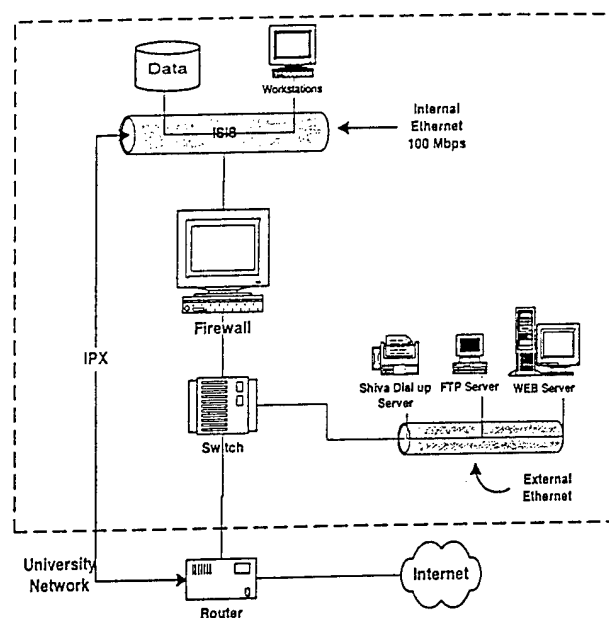 Data
Workstations
ISIS
Internal
Ethernet
100 Mbps
Firewall
IPX
Shiva Dial up
Server
FTP Server
WEB Server
Switch
External
Ethernet
University
Network
Internet
Router